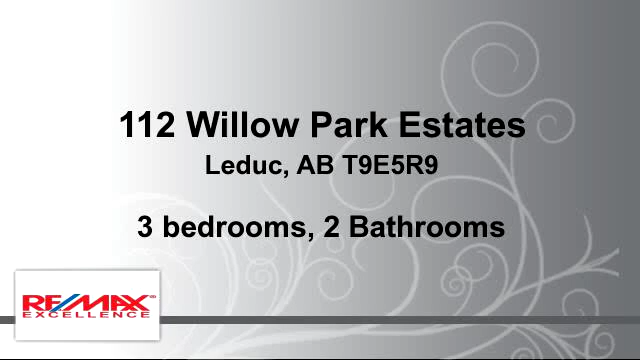 112 Willow Park Estates
Leduc, AB T9E5R9
3 bedrooms, 2 Bathrooms
RE/MAX
EXCELLENCE